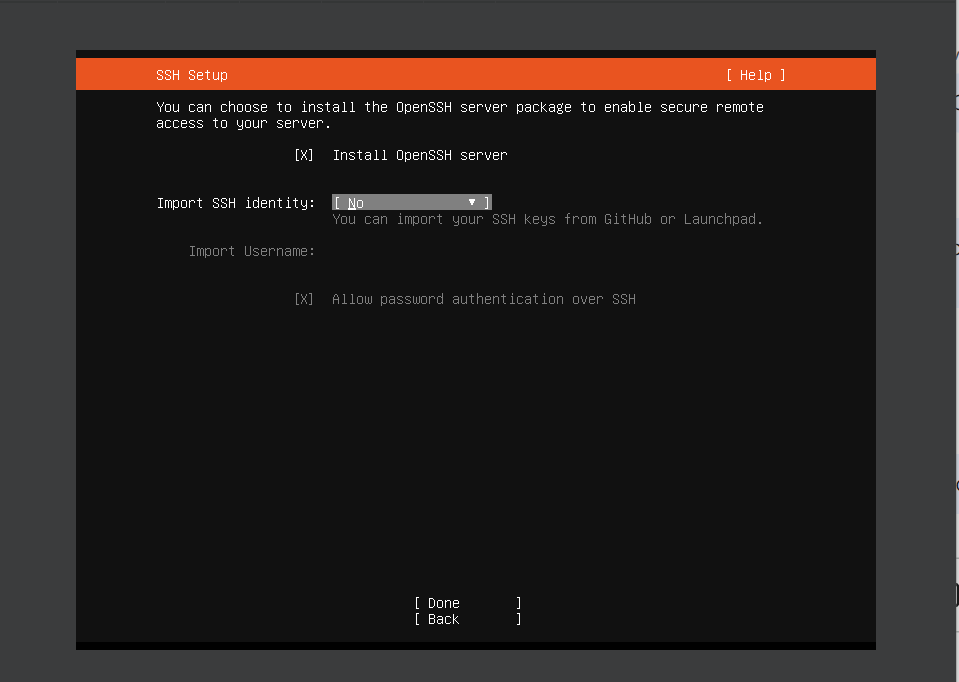 SSH Setup [ Help ]
You can choose to install the OpenSSH server package to enable secure remote
access to your server.
[X] Install OpenSSH server
Import SSH identity: [ No ▼ ]
You can import your SSH keys from GitHub or Launchpad.
Import Username:
[X] Allow password authentication over SSH
[ Done ]
[ Back ]